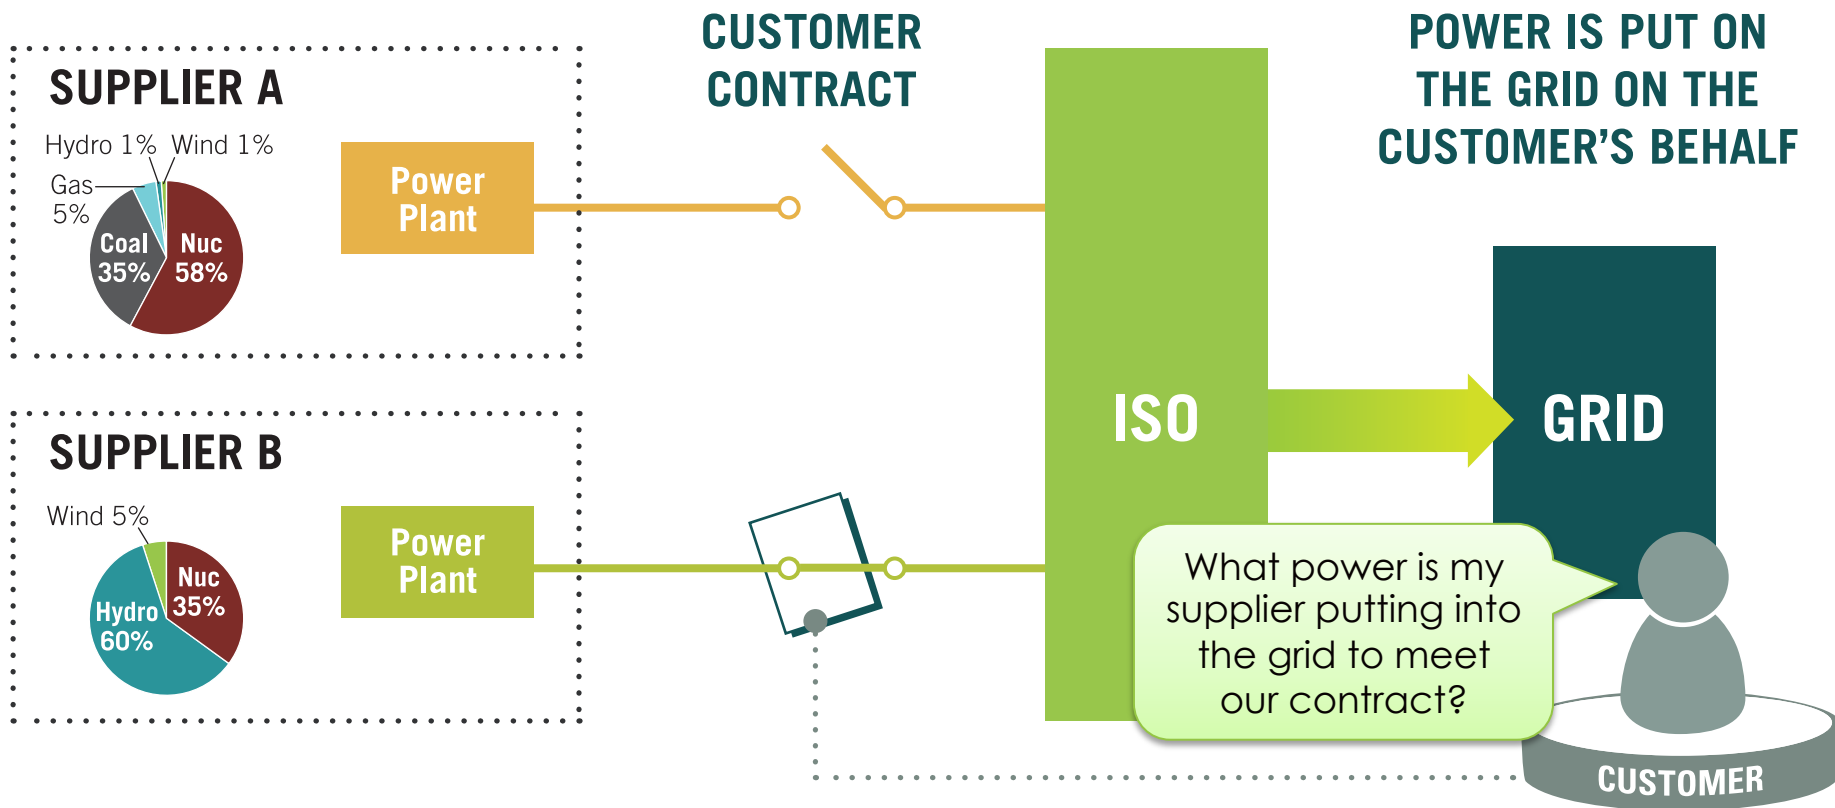 CUSTOMER
CONTRACT
POWER IS PUT ON
THE GRID ON THE
CUSTOMER'S BEHALF
SUPPLIER A
Hydro 1%
Wind 1%
Gas
5%
Coal
35%
Nuc
58%
Power
Plant
SUPPLIER B
Wind 5%
Nuc
35%
Hydro
60%
Power
Plant
ISO
GRID
What power is my
supplier putting into
the grid to meet
our contract?
CUSTOMER